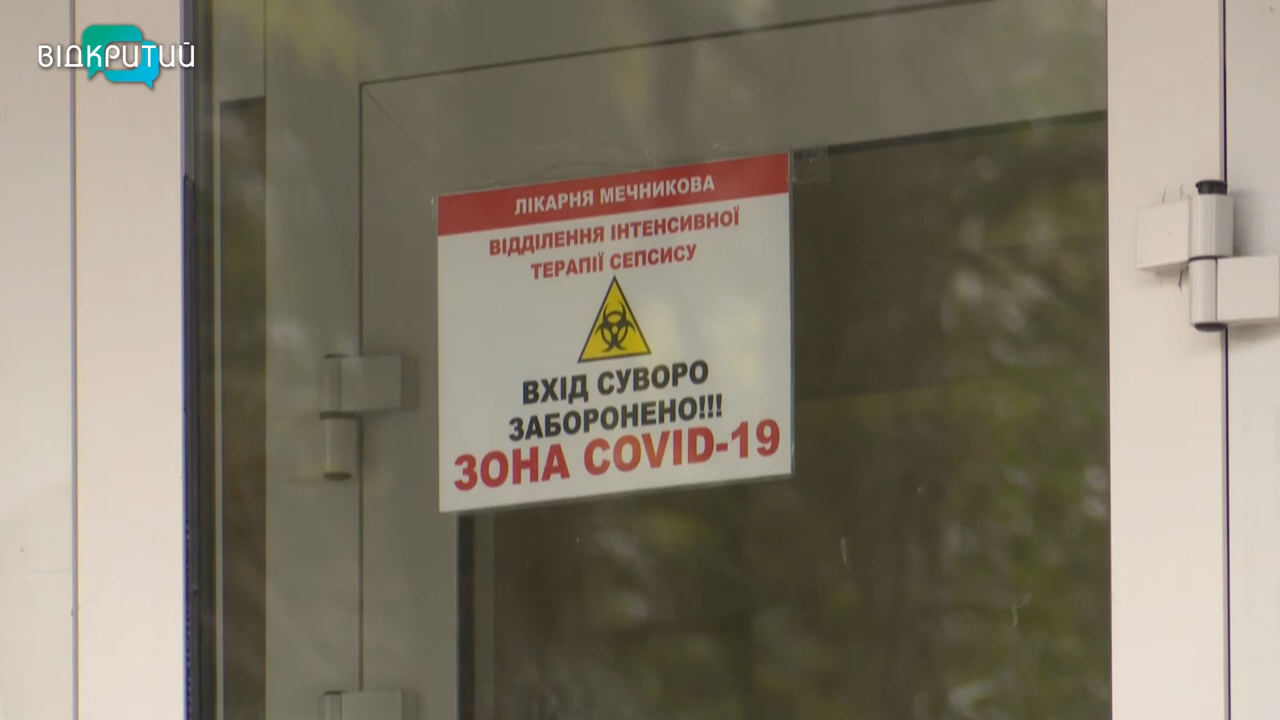 ВІДКРИТИЙ
ЛІКАРНЯ МЕЧНИКОВА
ВІДДІЛЕННЯ ІНТЕНСИВНОЇ
ТЕРАПІЇ СЕПСИСУ
ВХІД СУВОРО
ЗАБОРОНЕНО!!!
ЗОНА COVID-19